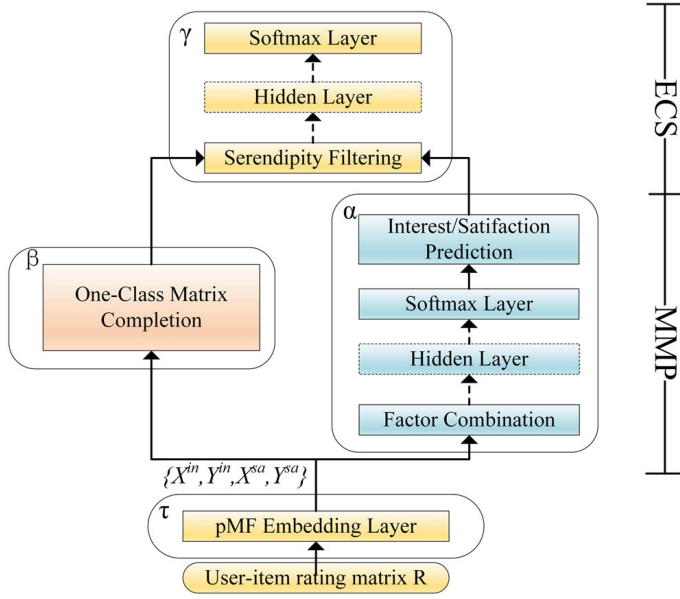 γ
Softmax Layer
Hidden Layer
Serendipity Filtering
ECS
α
Interest/Satifaction
Prediction
β
One-Class Matrix
Completion
Softmax Layer
MMP
Hidden Layer
Factor Combination
{X^in, Y^in, X^sa, Y^sa}
τ
pMF Embedding Layer
User-item rating matrix R